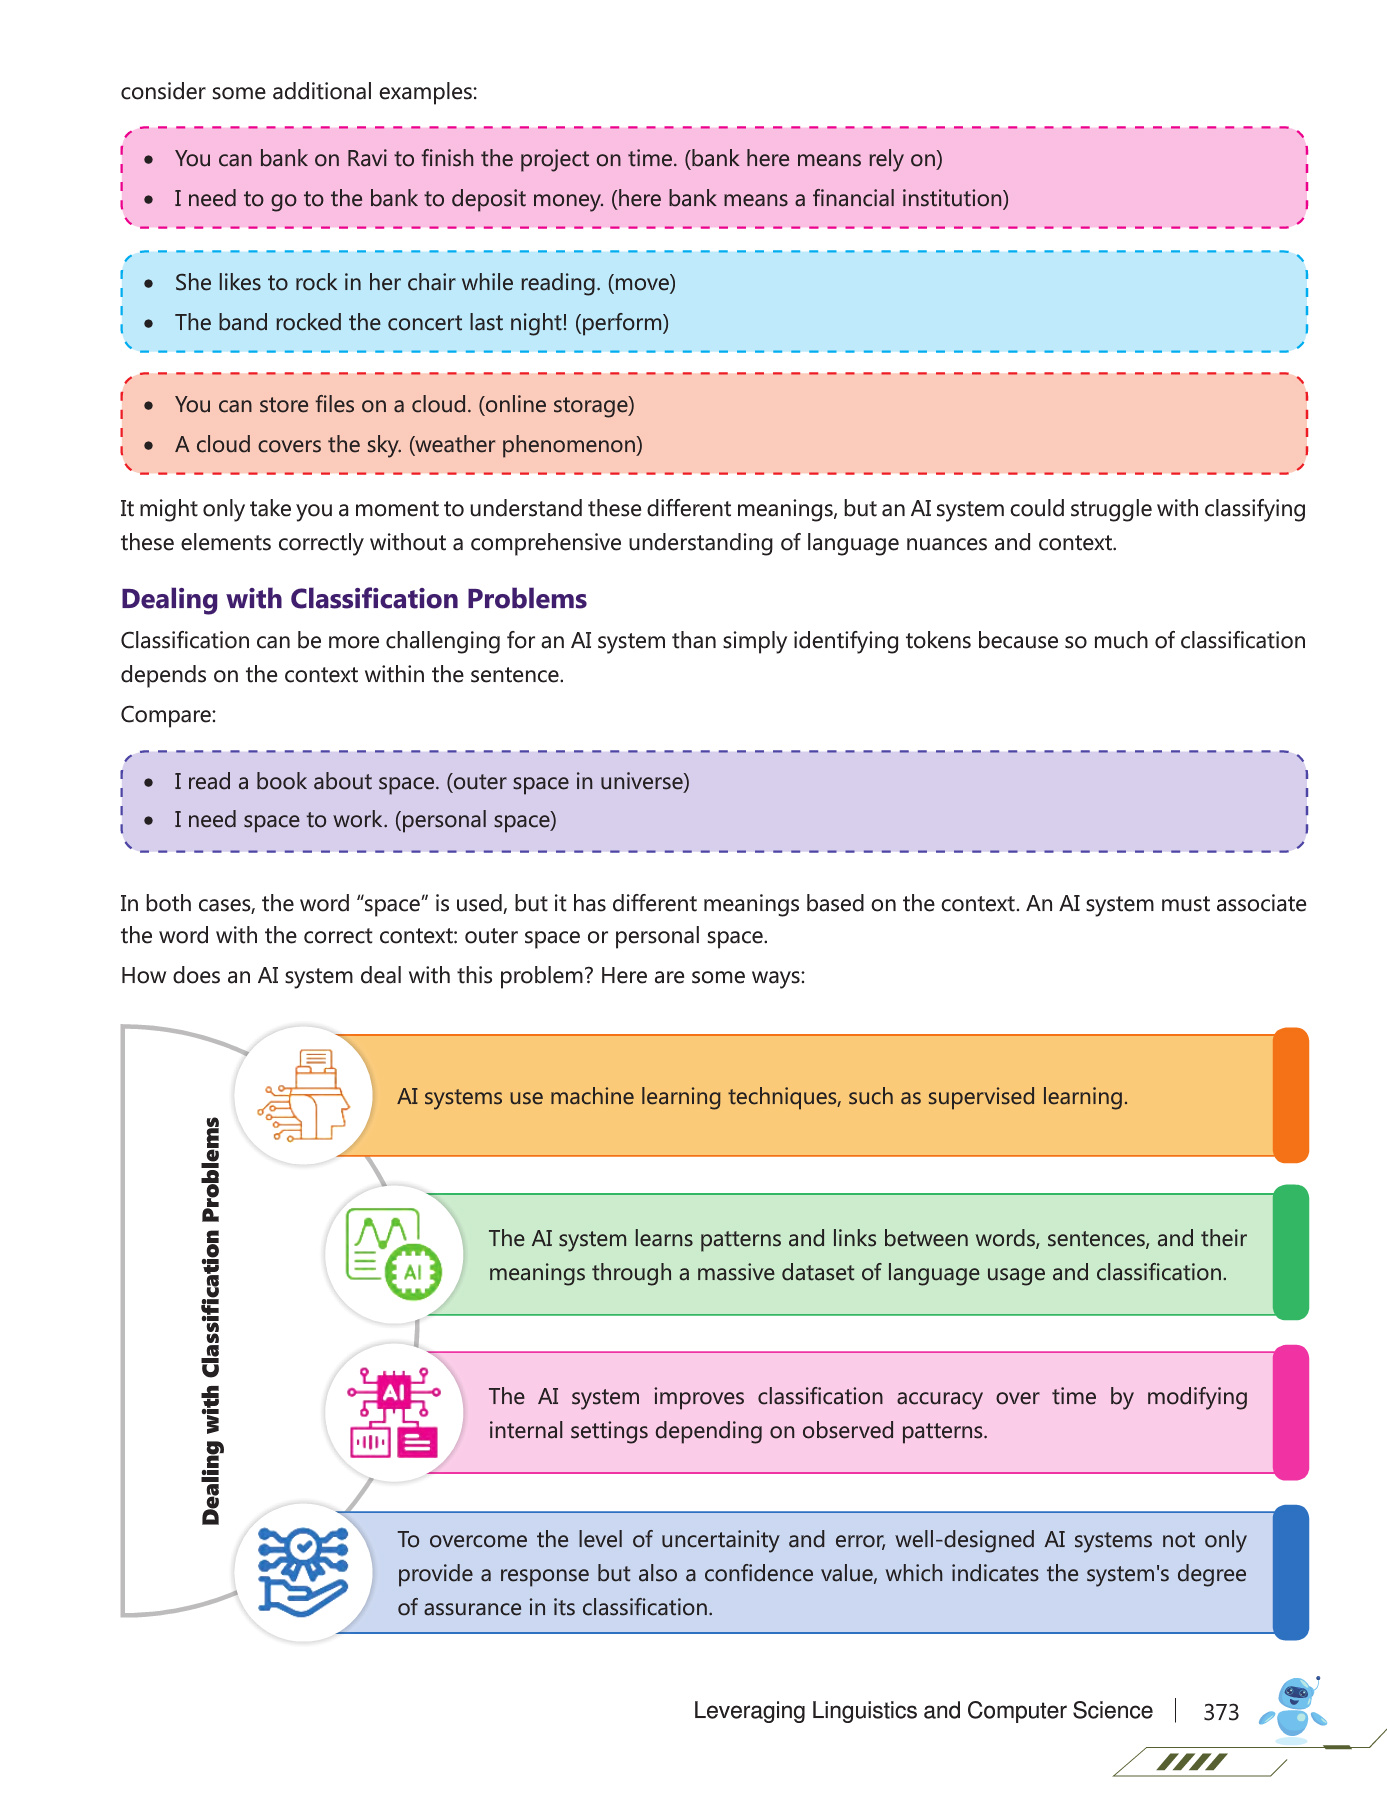 consider some additional examples:
• You can bank on Ravi to finish the project on time. (bank here means rely on)
• I need to go to the bank to deposit money. (here bank means a financial institution)
• She likes to rock in her chair while reading. (move)
• The band rocked the concert last night! (perform)
• You can store files on a cloud. (online storage)
• A cloud covers the sky. (weather phenomenon)
It might only take you a moment to understand these different meanings, but an AI system could struggle with classifying
these elements correctly without a comprehensive understanding of language nuances and context.
Dealing with Classification Problems
Classification can be more challenging for an AI system than simply identifying tokens because so much of classification
depends on the context within the sentence.
Compare:
• I read a book about space. (outer space in universe)
• I need space to work. (personal space)
In both cases, the word “space” is used, but it has different meanings based on the context. An AI system must associate
the word with the correct context: outer space or personal space.
How does an AI system deal with this problem? Here are some ways:
Dealing with Classification Problems
AI systems use machine learning techniques, such as supervised learning.
AI
The AI system learns patterns and links between words, sentences, and their
meanings through a massive dataset of language usage and classification.
AI
The AI system improves classification accuracy over time by modifying
internal settings depending on observed patterns.
To overcome the level of uncertainity and error, well-designed AI systems not only
provide a response but also a confidence value, which indicates the system's degree
of assurance in its classification.
Leveraging Linguistics and Computer Science 373